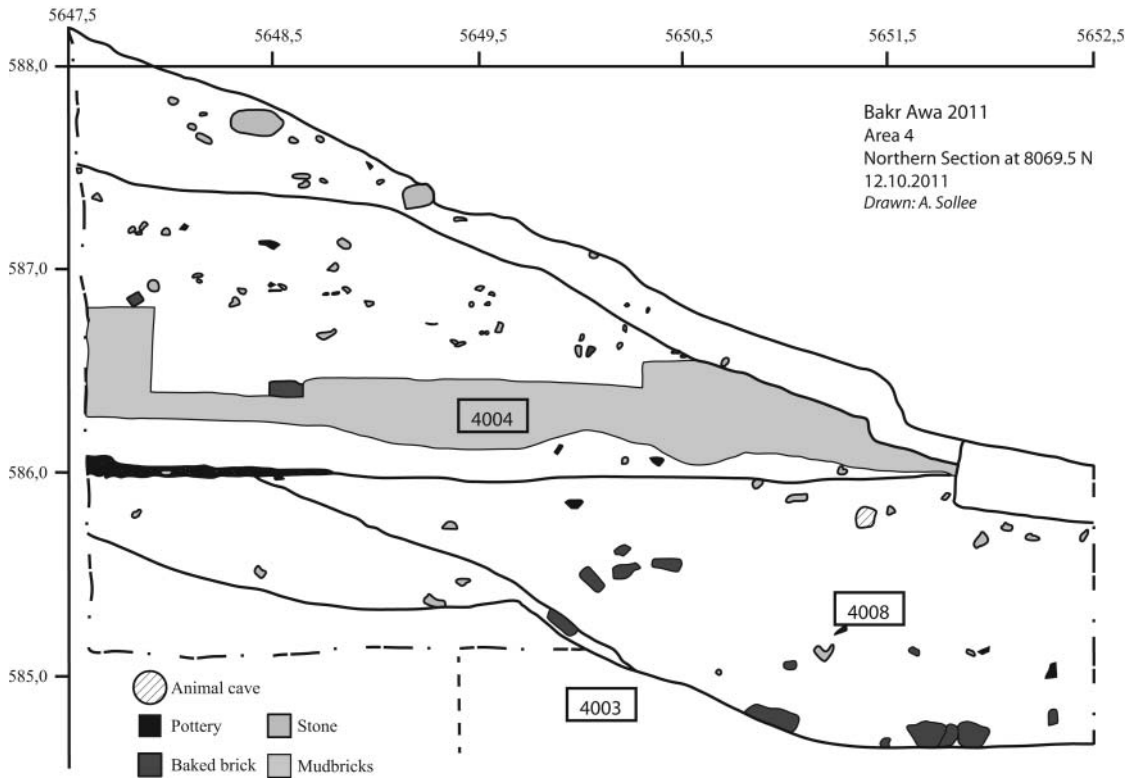 5647,5
5648,5 5649,5 5650,5 5651,5 5652,5
588,0
Bakr Awa 2011
Area 4
Northern Section at 8069.5 N
12.10.2011
Drawn: A. Sollee
587,0
4004
586,0
4008
585,0
4003
Animal cave
Pottery Stone
Baked brick Mudbricks